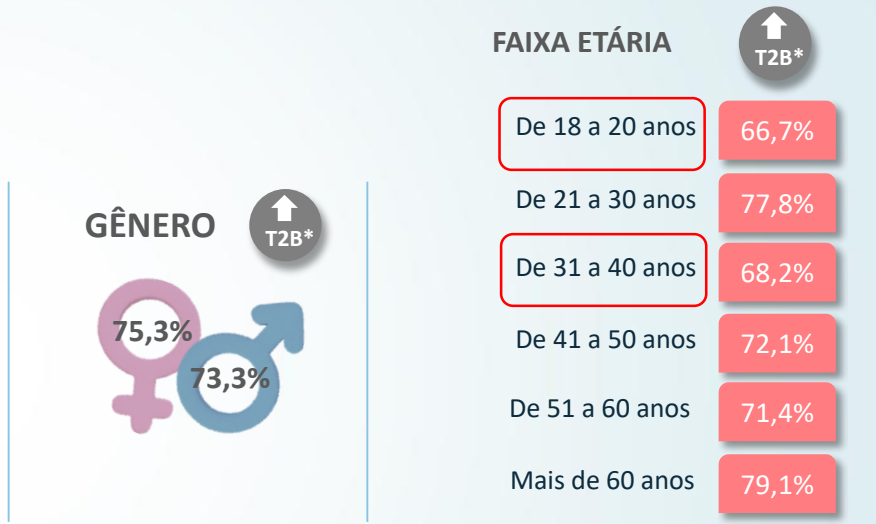 GÊNERO
T2B*
75,3%
73,3%
FAIXA ETÁRIA
T2B*
De 18 a 20 anos 66,7%
De 21 a 30 anos 77,8%
De 31 a 40 anos 68,2%
De 41 a 50 anos 72,1%
De 51 a 60 anos 71,4%
Mais de 60 anos 79,1%